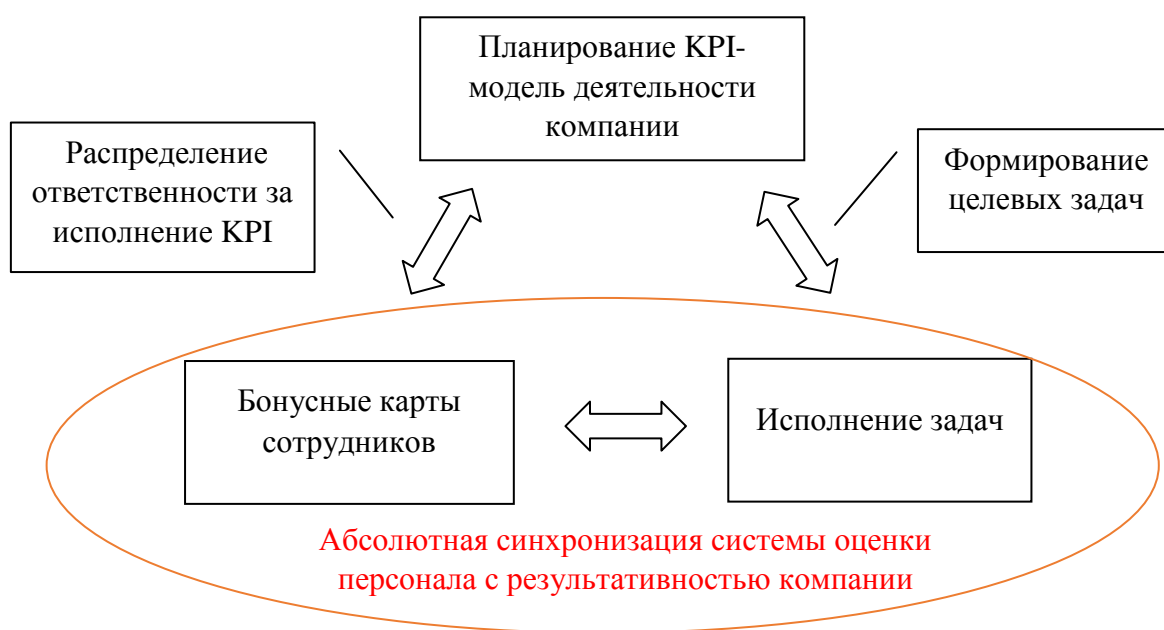 Планирование KPI-
модель деятельности
компании
Распределение
ответственности за
исполнение KPI
Формирование
целевых задач
Бонусные карты
сотрудников
Исполнение задач
Абсолютная синхронизация системы оценки
персонала с результативностью компании